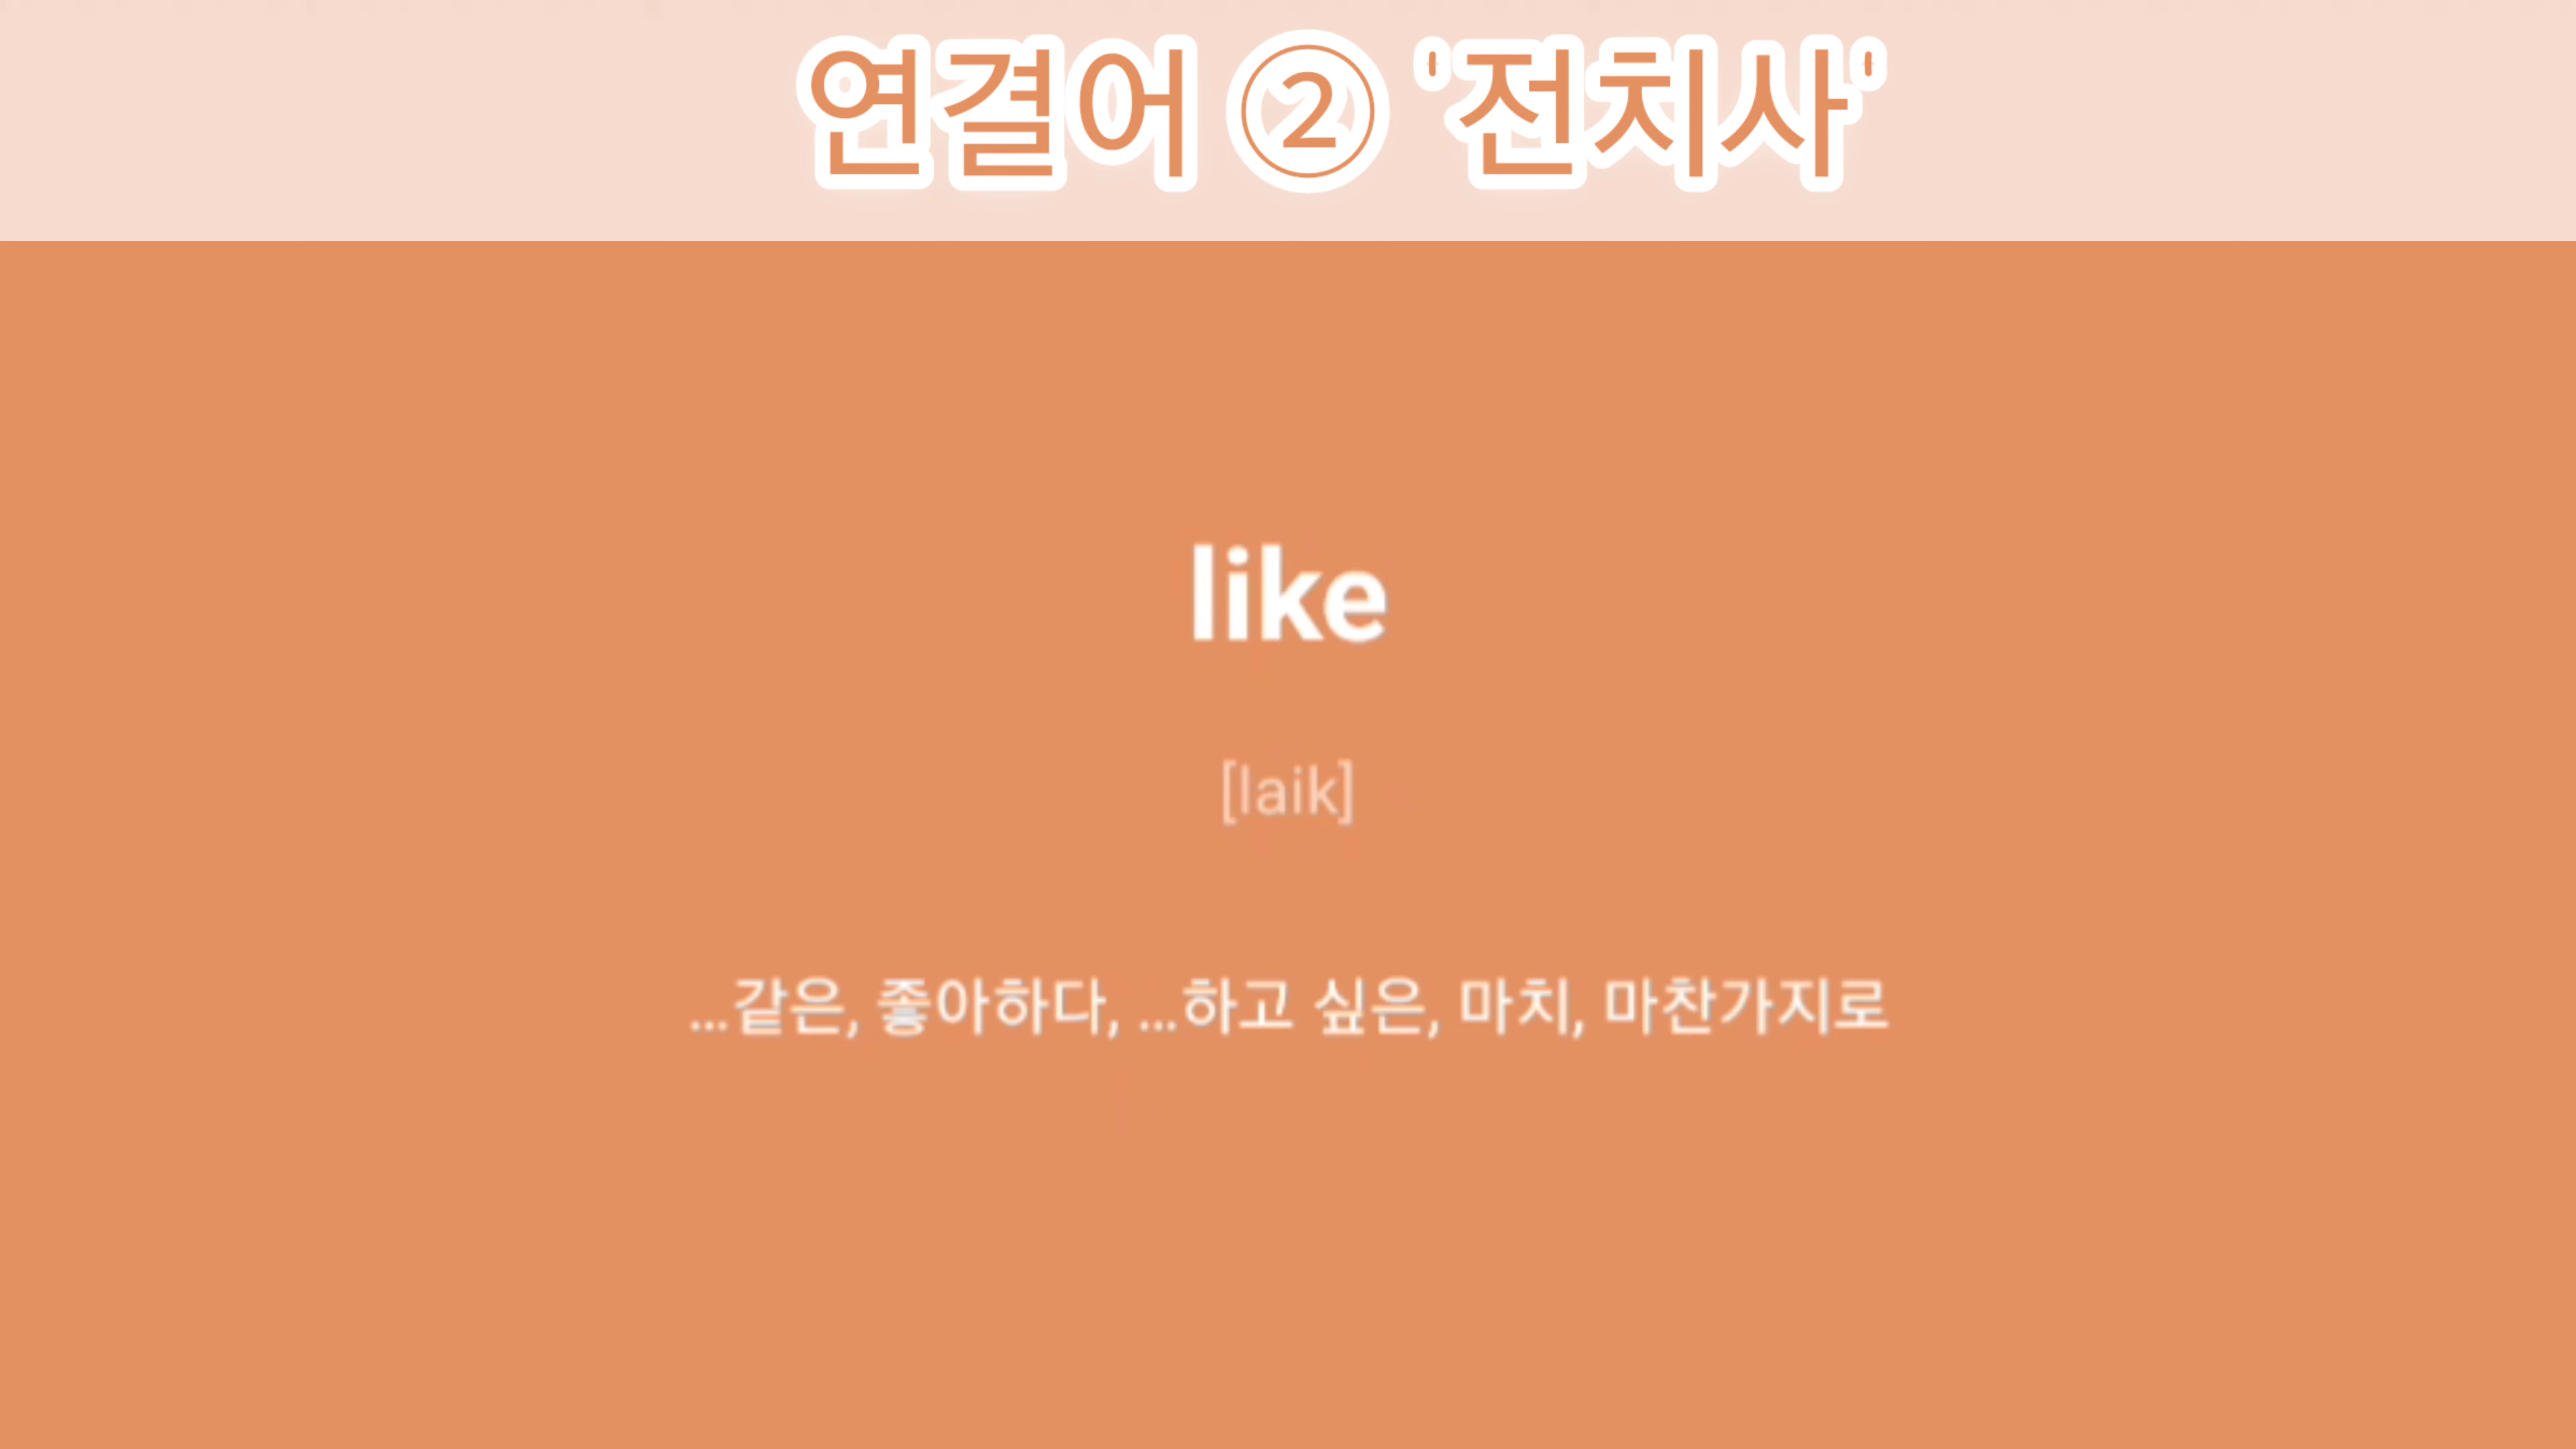 연결어 ② '전치사'
like
[laik]
...같은, 좋아하다, ...하고 싶은, 마치, 마찬가지로